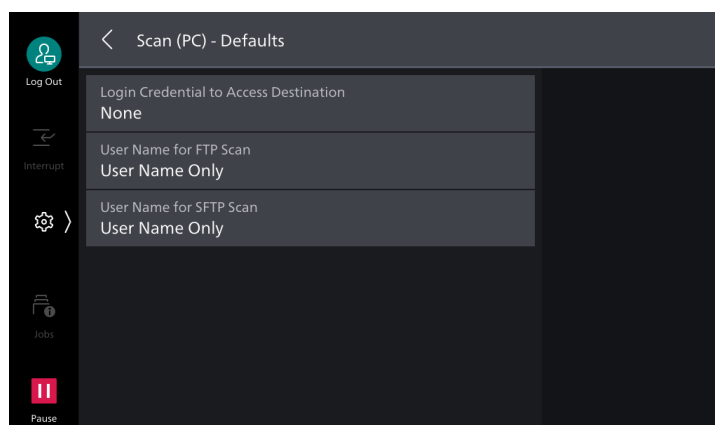 Scan (PC) - Defaults
Log Out
Login Credential to Access Destination
None
Interrupt
User Name for FTP Scan
User Name Only
User Name for SFTP Scan
User Name Only
Jobs
Pause